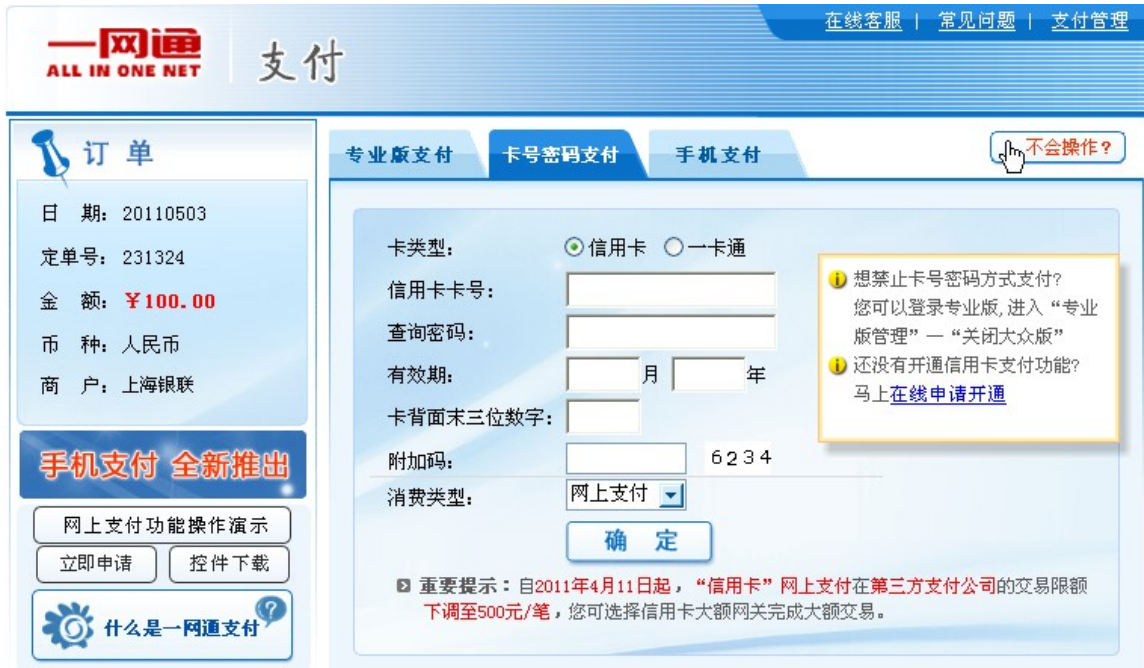 在线客服 | 常见问题 | 支付管理
一网通
ALL IN ONE NET
支付
订 单
日 期: 20110503
定单号: 231324
金 额: ￥100.00
币 种: 人民币
商 户: 上海银联
手机支付 全新推出
网上支付功能操作演示
立即申请 控件下载
什么是一网通支付
?
专业版支付 卡号密码支付 手机支付 不会操作?
卡类型: 信用卡 一卡通
信用卡卡号:
查询密码:
有效期: 月 年
卡背面末三位数字:
附加码: 6234
消费类型: 网上支付
确 定
想禁止卡号密码方式支付?
您可以登录专业版,进入“专业
版管理”—“关闭大众版”
还没有开通信用卡支付功能?
马上在线申请开通
重要提示：自2011年4月11日起，“信用卡”网上支付在第三方支付公司的交易限额
下调至500元/笔，您可选择信用卡大额网关完成大额交易。